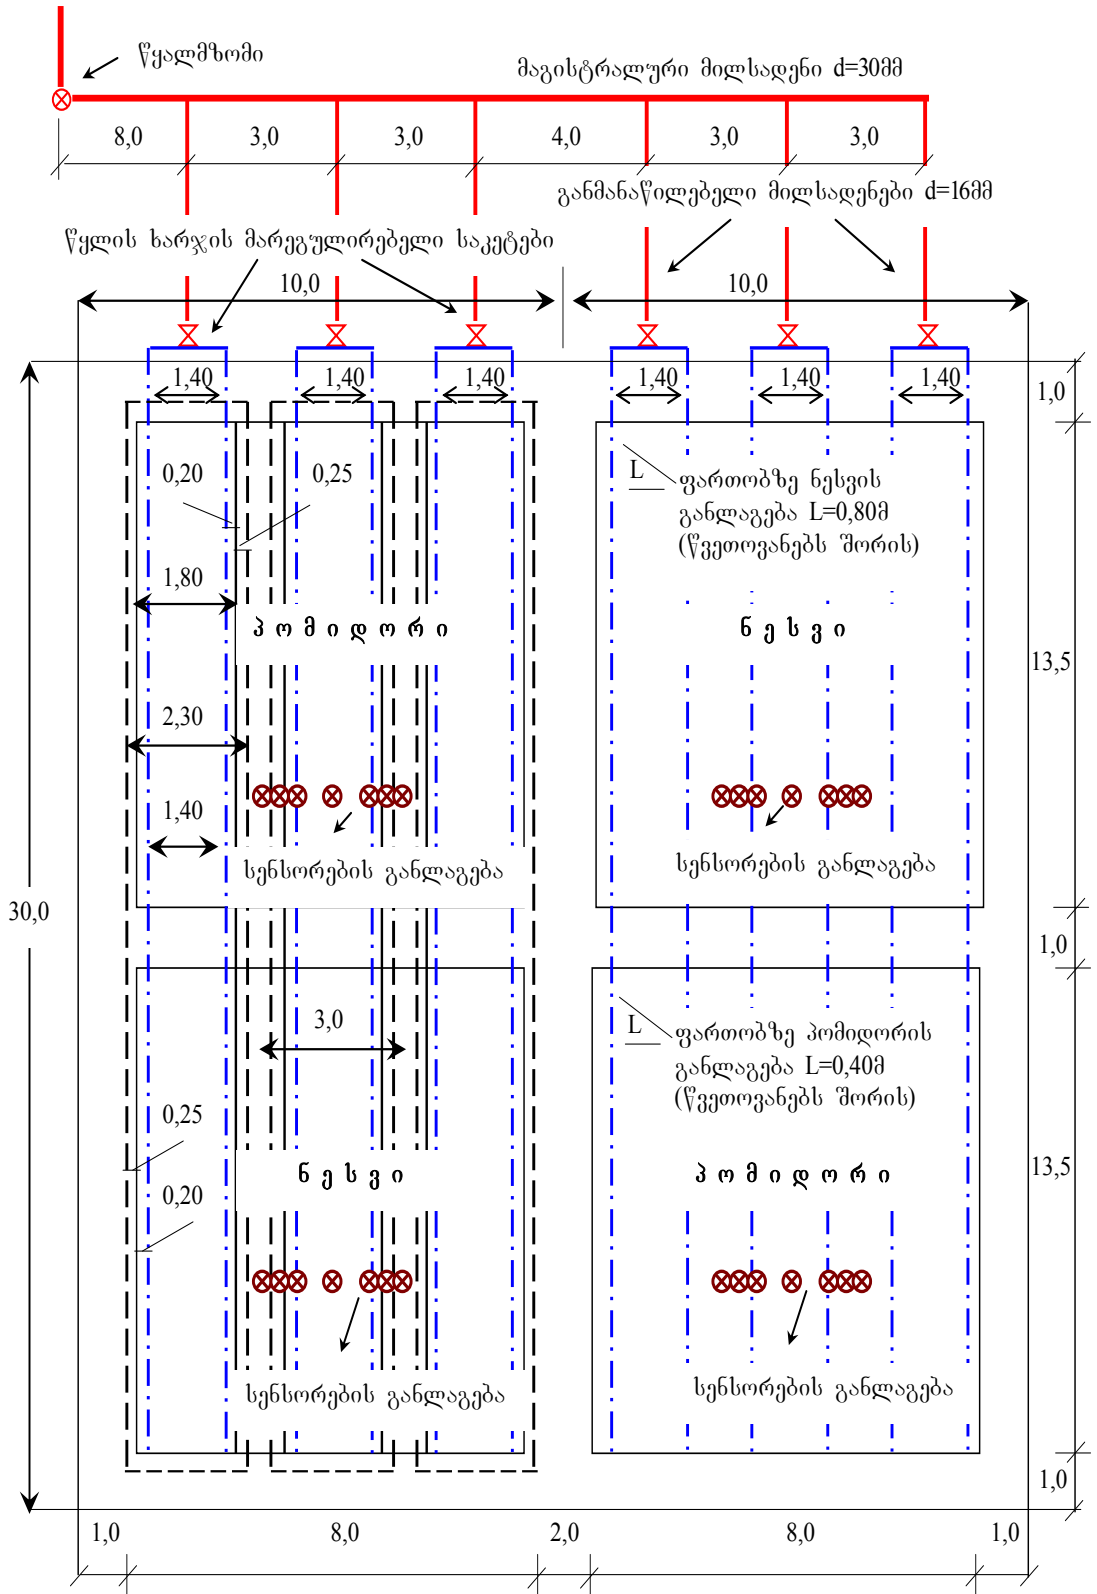 წყალმზომი
მაგისტრალური მილსადენი d=30მმ
8,0 3,0 3,0 4,0 3,0 3,0
განმანაწილებელი მილსადენები d=16მმ
წყლის ხარჯის მარეგულირებელი საკეტები
10,0 10,0
1,40 1,40 1,40 1,40 1,40 1,40
1,0
0,20 0,25
L ფართობზე ნესვის
განლაგება L=0,80მ
(წვეთოვანებს შორის)
1,80
პომიდორი ნესვი
13,5
2,30
1,40
სენსორების განლაგება სენსორების განლაგება
30,0
1,0
3,0
L ფართობზე პომიდორის
განლაგება L=0,40მ
(წვეთოვანებს შორის)
0,25
ნესვი პომიდორი
13,5
0,20
სენსორების განლაგება სენსორების განლაგება
1,0
1,0 8,0 2,0 8,0 1,0